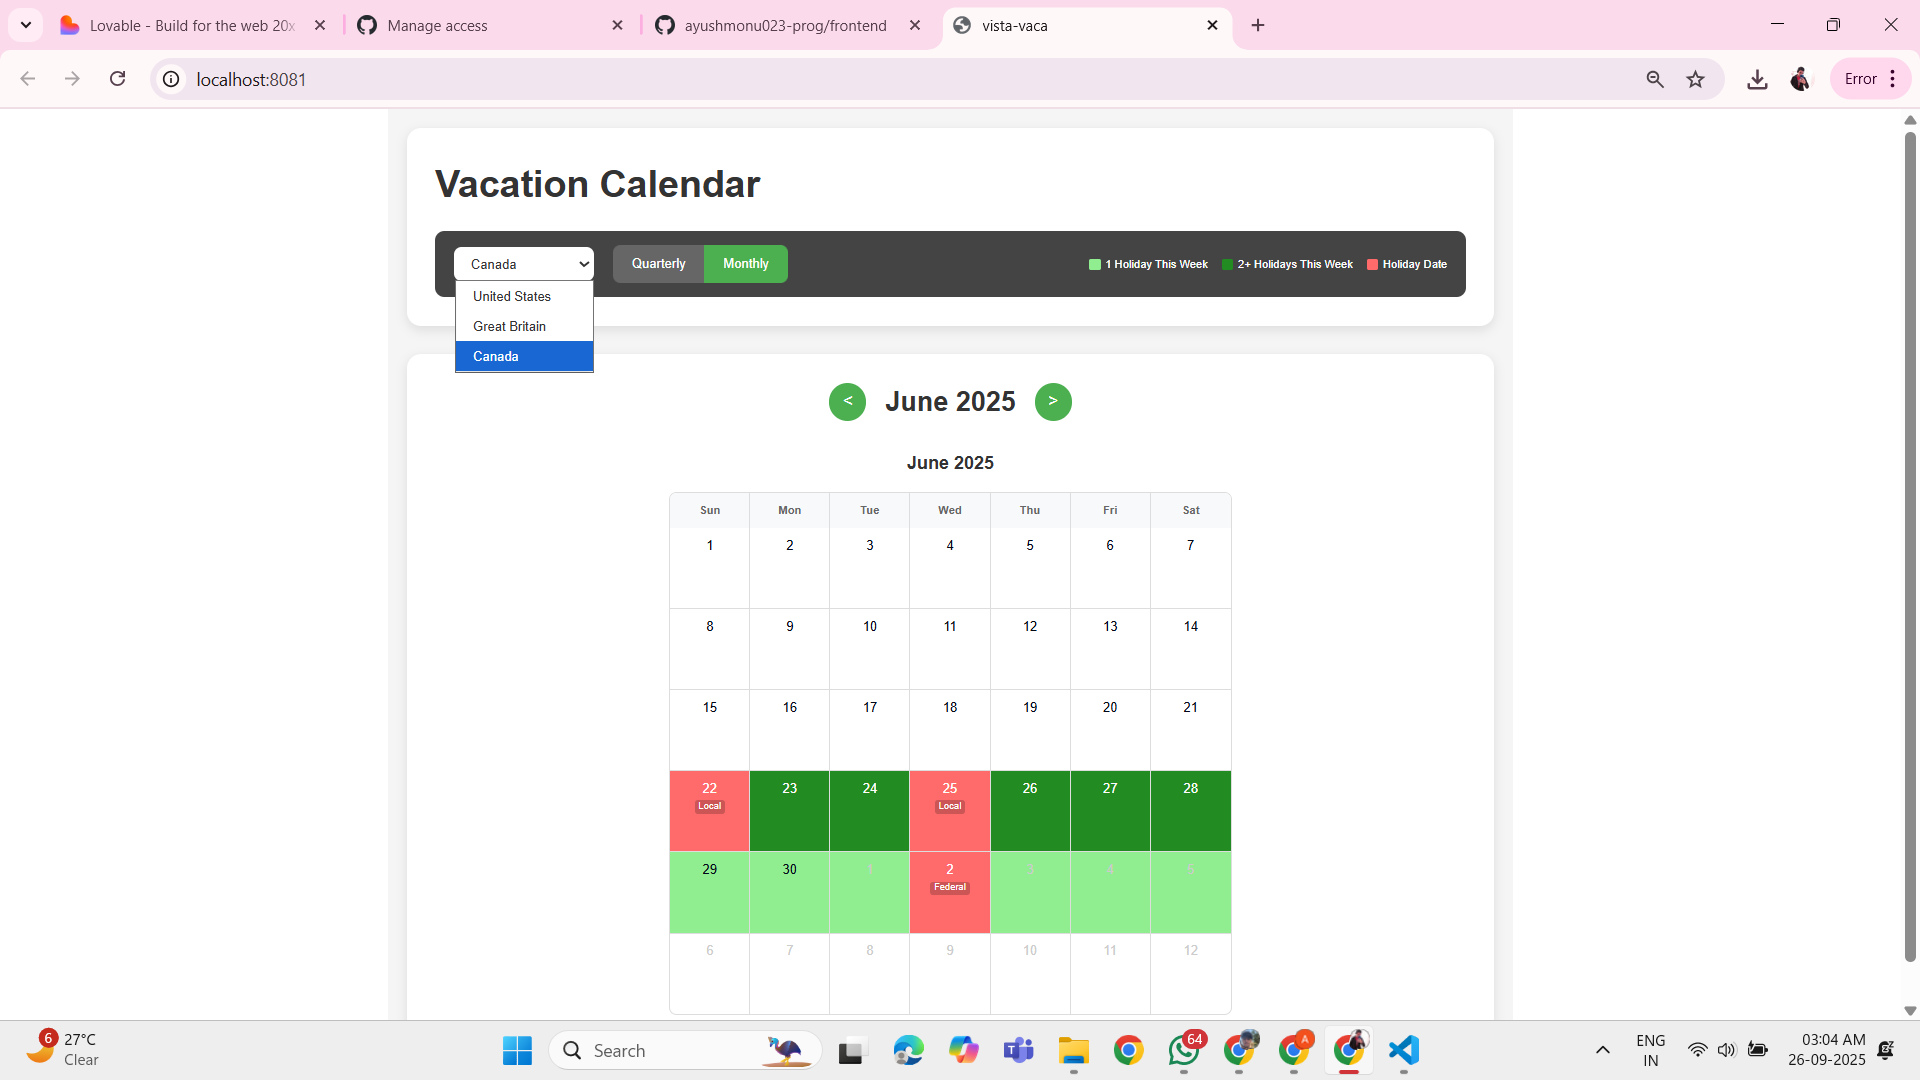 Lovable - Build for the web 20x
Manage access
ayushmonu023-prog/frontend
vista-vaca
localhost:8081
Error
Vacation Calendar
Canada
Quarterly
Monthly
1 Holiday This Week
2+ Holidays This Week
Holiday Date
United States
Great Britain
Canada
< June 2025 >
June 2025
Sun Mon Tue Wed Thu Fri Sat
1 2 3 4 5 6 7
8 9 10 11 12 13 14
15 16 17 18 19 20 21
22 23 24 25 26 27 28
Local Local
29 30 1 2 3 4 5
Federal
6 7 8 9 10 11 12
6
27°C
Clear
Search
64
A
ENG
IN
03:04 AM
26-09-2025